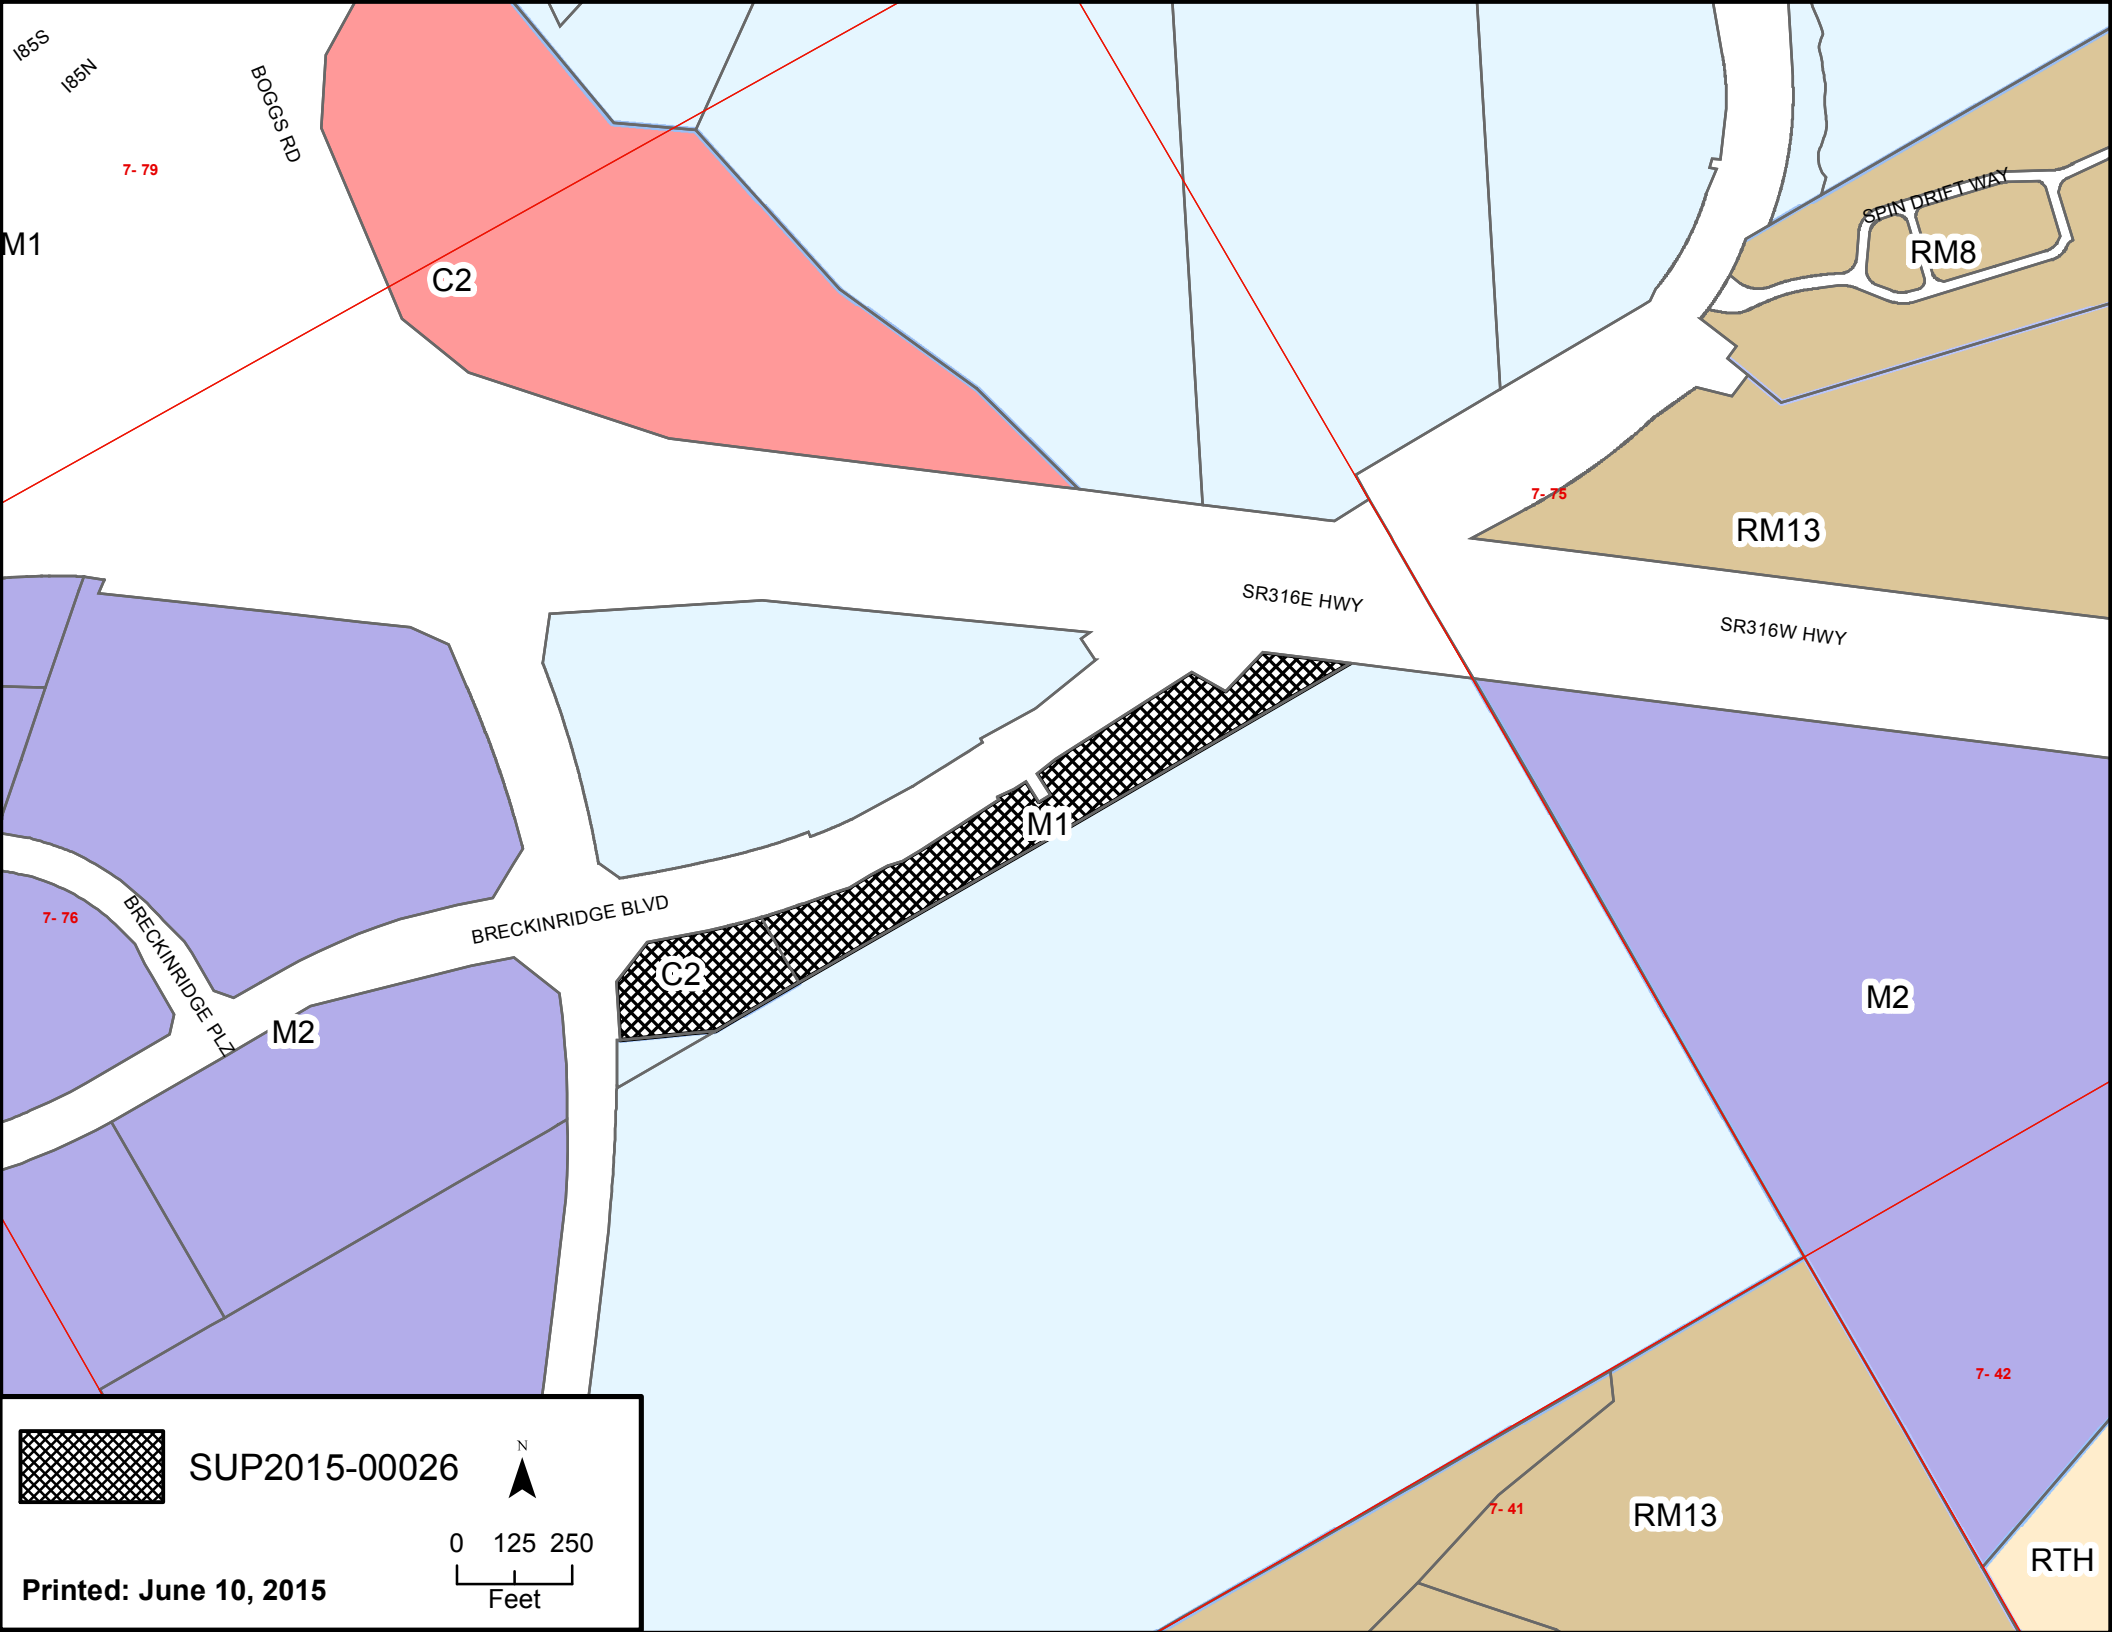 I85S
I85N
BOGGS RD
7- 79
M1
C2
SPIN DRIFT WAY
RM8
7- 75
RM13
SR316E HWY
SR316W HWY
M1
7- 76
BRECKINRIDGE PLZ
BRECKINRIDGE BLVD
C2
M2
M2
7- 42
7- 41
RM13
RTH
SUP2015-00026
N
0 125 250
Feet
Printed: June 10, 2015